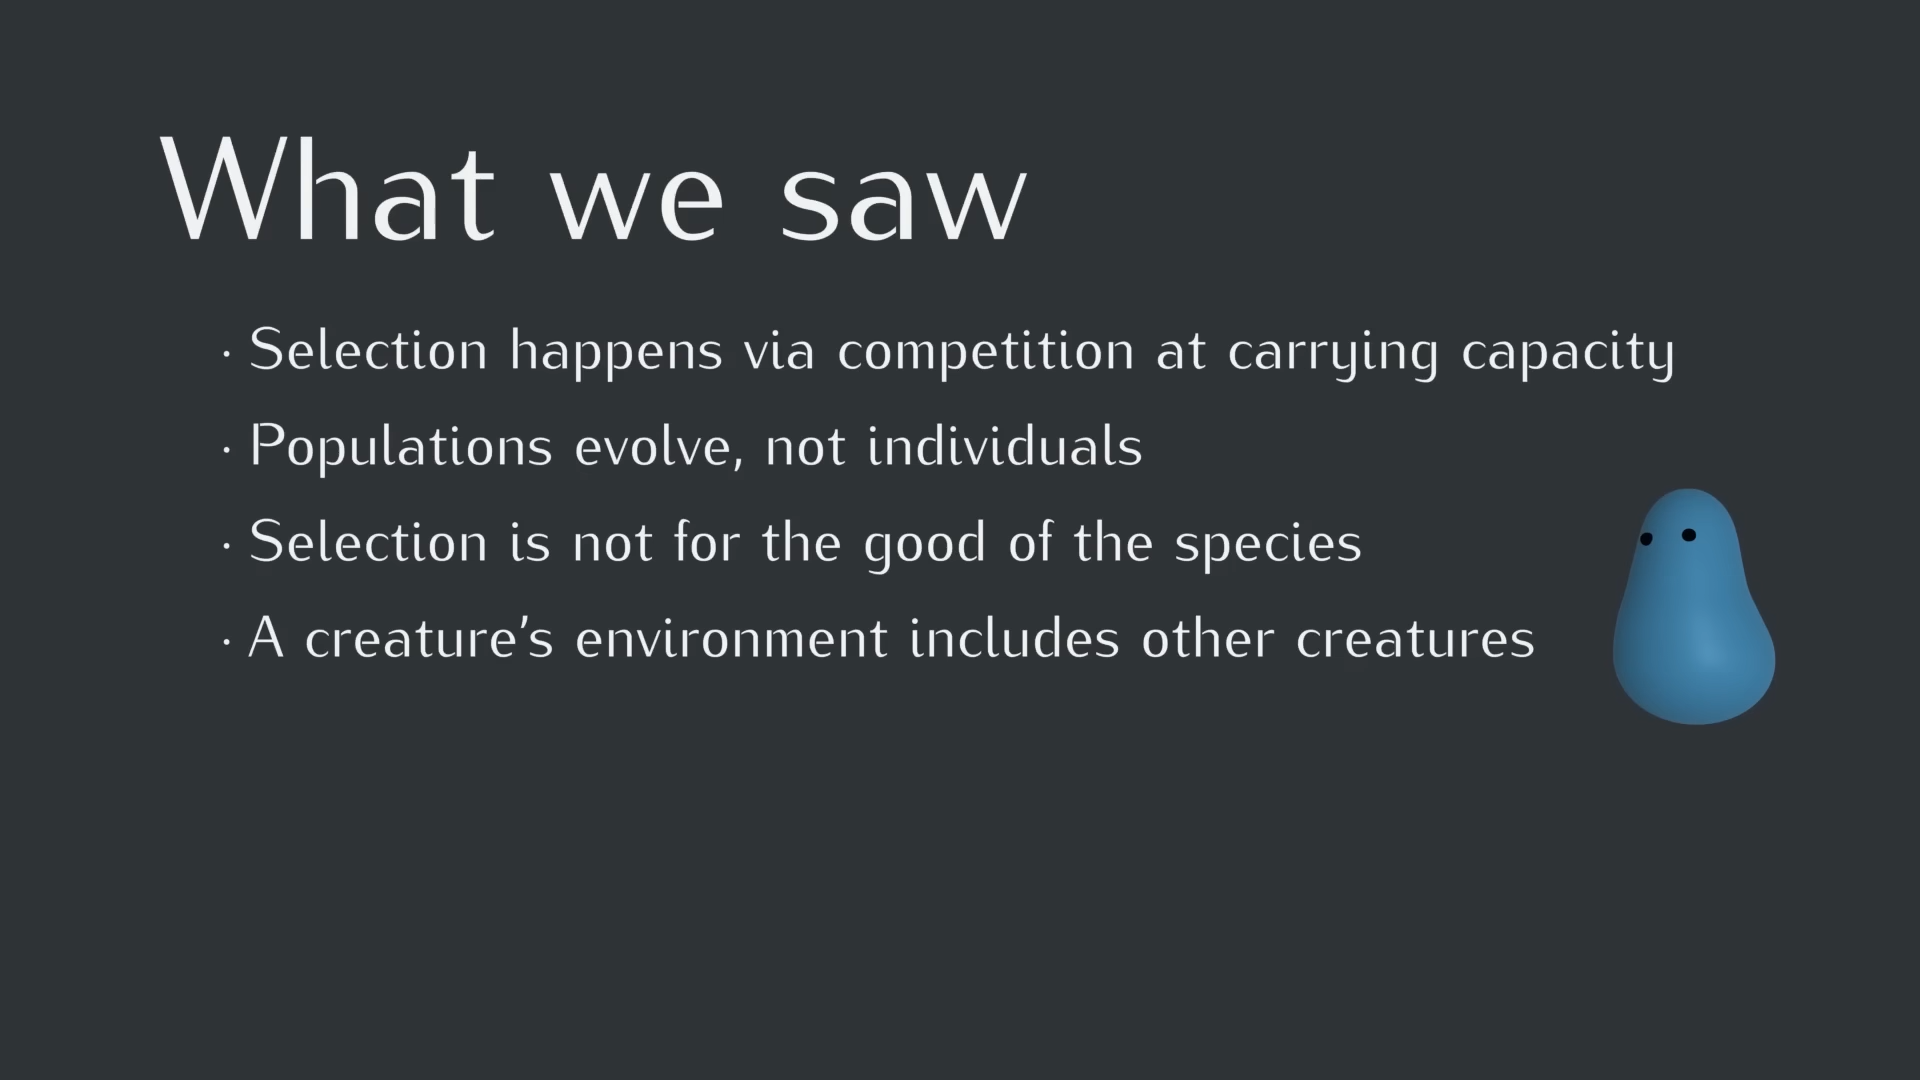 What we saw
· Selection happens via competition at carrying capacity
· Populations evolve, not individuals
· Selection is not for the good of the species
· A creature’s environment includes other creatures